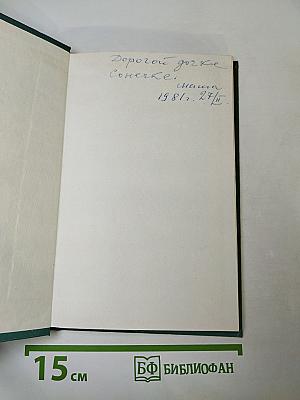 Дорогой дочке
Сонечке.
мама
1981г. 27/II.
15 см
БФ БИБЛИОФАН